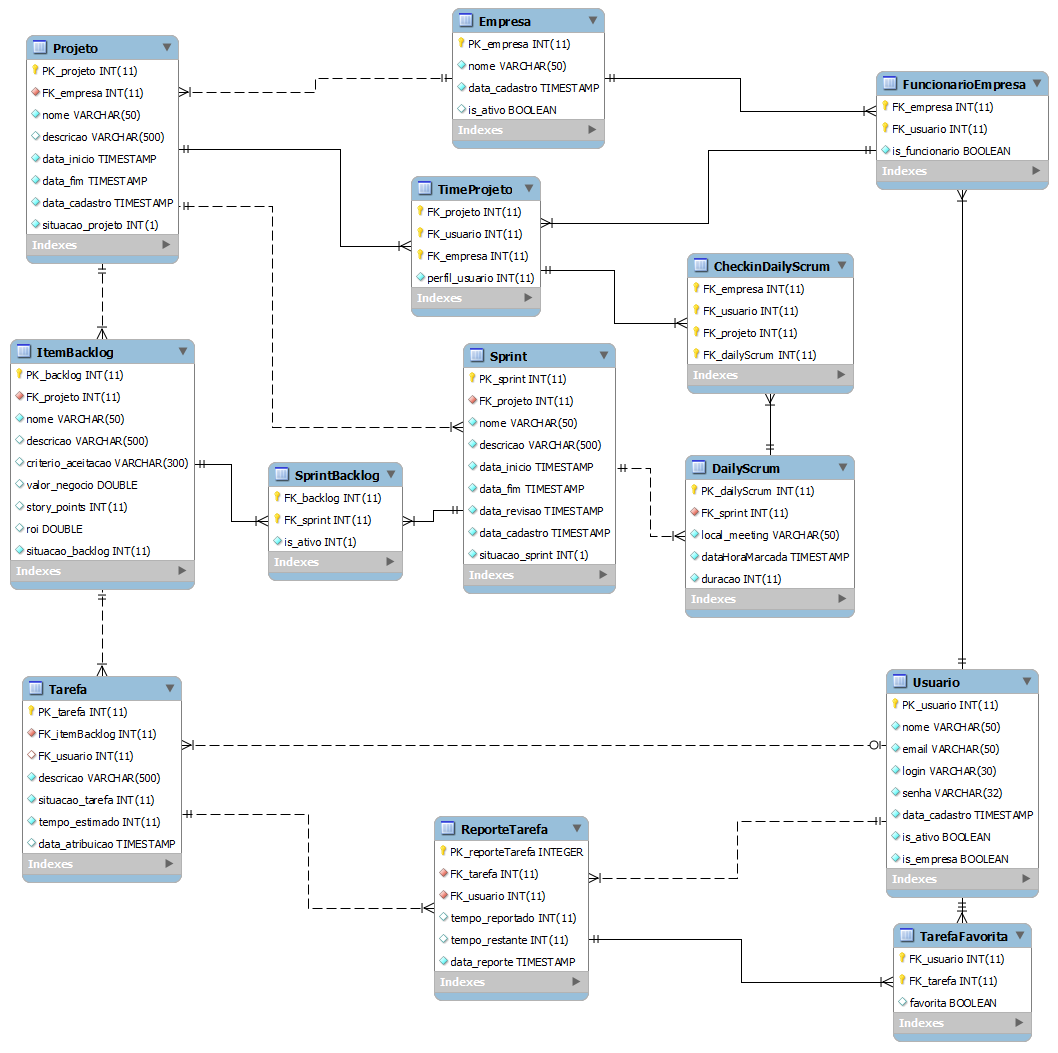 Empresa
PK_empresa INT(11)
nome VARCHAR(50)
data_cadastro TIMESTAMP
is_ativo BOOLEAN
Indexes
Projeto
PK_projeto INT(11)
FK_empresa INT(11)
nome VARCHAR(50)
descricao VARCHAR(500)
data_inicio TIMESTAMP
data_fim TIMESTAMP
data_cadastro TIMESTAMP
situacao_projeto INT(1)
Indexes
FuncionarioEmpresa
FK_empresa INT(11)
FK_usuario INT(11)
is_funcionario BOOLEAN
Indexes
TimeProjeto
FK_projeto INT(11)
FK_usuario INT(11)
FK_empresa INT(11)
perfil_usuario INT(11)
Indexes
CheckinDailyScrum
FK_empresa INT(11)
FK_usuario INT(11)
FK_projeto INT(11)
FK_dailyScrum INT(11)
Indexes
ItemBacklog
PK_backlog INT(11)
FK_projeto INT(11)
nome VARCHAR(50)
descricao VARCHAR(500)
criterio_aceitacao VARCHAR(300)
valor_negocio DOUBLE
story_points INT(11)
roi DOUBLE
situacao_backlog INT(11)
Indexes
Sprint
PK_sprint INT(11)
FK_projeto INT(11)
nome VARCHAR(50)
descricao VARCHAR(500)
data_inicio TIMESTAMP
data_fim TIMESTAMP
data_revisao TIMESTAMP
data_cadastro TIMESTAMP
situacao_sprint INT(1)
Indexes
SprintBacklog
FK_backlog INT(11)
FK_sprint INT(11)
is_ativo INT(1)
Indexes
DailyScrum
PK_dailyScrum INT(11)
FK_sprint INT(11)
local_meeting VARCHAR(50)
dataHoraMarcada TIMESTAMP
duracao INT(11)
Indexes
Tarefa
PK_tarefa INT(11)
FK_itemBacklog INT(11)
FK_usuario INT(11)
descricao VARCHAR(500)
situacao_tarefa INT(11)
tempo_estimado INT(11)
data_atribuicao TIMESTAMP
Indexes
Usuario
PK_usuario INT(11)
nome VARCHAR(50)
email VARCHAR(50)
login VARCHAR(30)
senha VARCHAR(32)
data_cadastro TIMESTAMP
is_ativo BOOLEAN
is_empresa BOOLEAN
Indexes
ReporteTarefa
PK_reporteTarefa INTEGER
FK_tarefa INT(11)
FK_usuario INT(11)
tempo_reportado INT(11)
tempo_restante INT(11)
data_reporte TIMESTAMP
Indexes
TarefaFavorita
FK_usuario INT(11)
FK_tarefa INT(11)
favorita BOOLEAN
Indexes